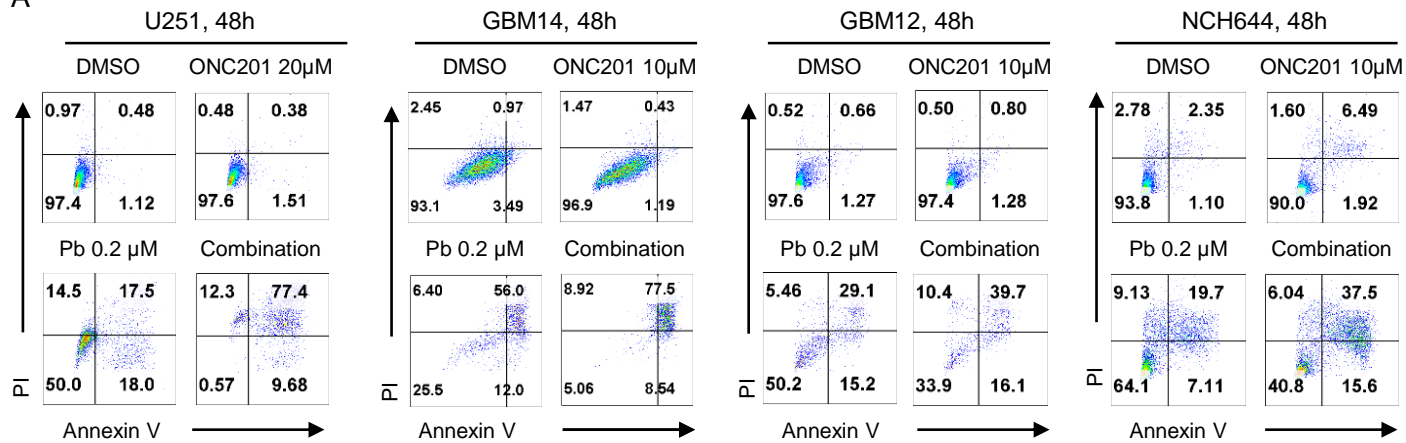 A
U251, 48h GBM14, 48h GBM12, 48h NCH644, 48h
DMSO ONC201 20µM DMSO ONC201 10µM DMSO ONC201 10µM DMSO ONC201 10µM
0.97 0.48 0.48 0.38 2.45 0.97 1.47 0.43 0.52 0.66 0.50 0.80 2.78 2.35 1.60 6.49
97.4 1.12 97.6 1.51 93.1 3.49 96.9 1.19 97.6 1.27 97.4 1.28 93.8 1.10 90.0 1.92
Pb 0.2 µM Combination Pb 0.2 µM Combination Pb 0.2 µM Combination Pb 0.2 µM Combination
14.5 17.5 12.3 77.4 6.40 56.0 8.92 77.5 5.46 29.1 10.4 39.7 9.13 19.7 6.04 37.5
50.0 18.0 0.57 9.68 25.5 12.0 5.06 8.54 50.2 15.2 33.9 16.1 64.1 7.11 40.8 15.6
PI PI PI PI
Annexin V Annexin V Annexin V Annexin V